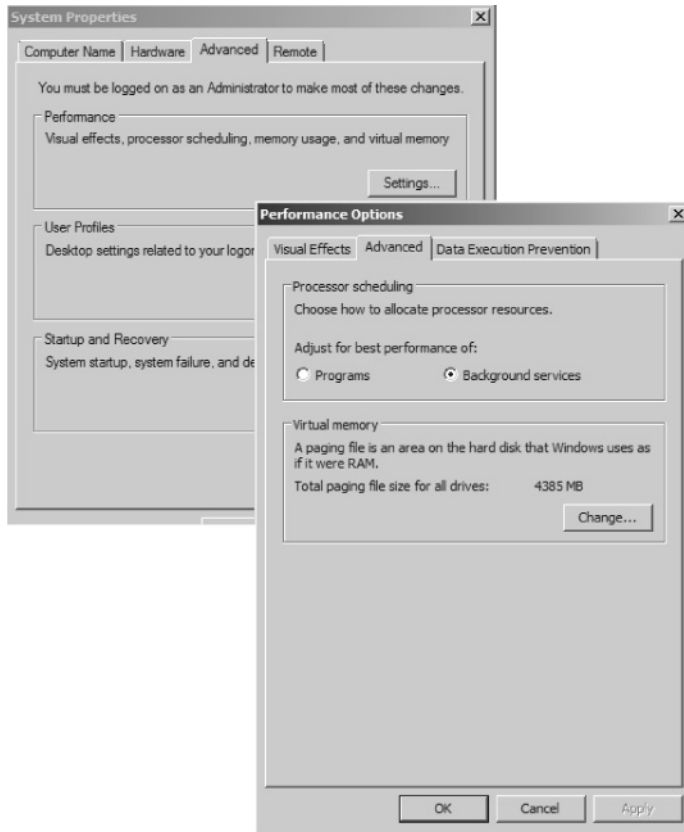 System Properties
Computer Name Hardware Advanced Remote
You must be logged on as an Administrator to make most of these changes.
Performance
Visual effects, processor scheduling, memory usage, and virtual memory
Settings...
User Profiles
Desktop settings related to your logon
Startup and Recovery
System startup, system failure, and de
Performance Options
Visual Effects Advanced Data Execution Prevention
Processor scheduling
Choose how to allocate processor resources.
Adjust for best performance of:
Programs Background services
Virtual memory
A paging file is an area on the hard disk that Windows uses as
if it were RAM.
Total paging file size for all drives: 4385 MB
Change...
OK Cancel Apply